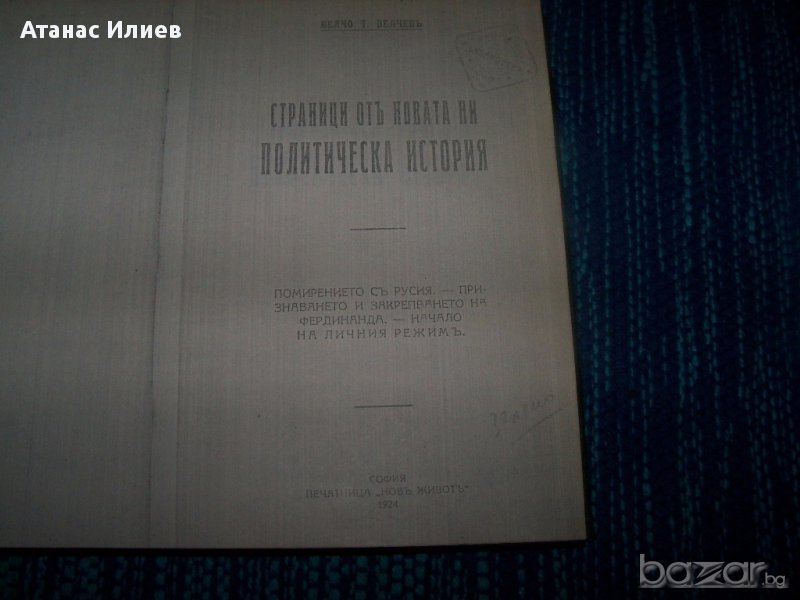 Атанас Илиев
ВЕЛЧО Т. ВЕЛЧЕВЪ
СТРАНИЦИ ОТЪ НОВАТА НИ
ПОЛИТИЧЕСКА ИСТОРИЯ
ПОМИРЕНИЕТО СЪ РУСИЯ. — ПРИ-
ЗНАВАНЕТО И ЗАКРЕПВАНЕТО НА
ФЕРДИНАНДА. — НАЧАЛО
НА ЛИЧНИЯ РЕЖИМЪ.
СОФИЯ
ПЕЧАТНИЦА „НОВЪ ЖИВОТЪ“
1924
bazar.bg